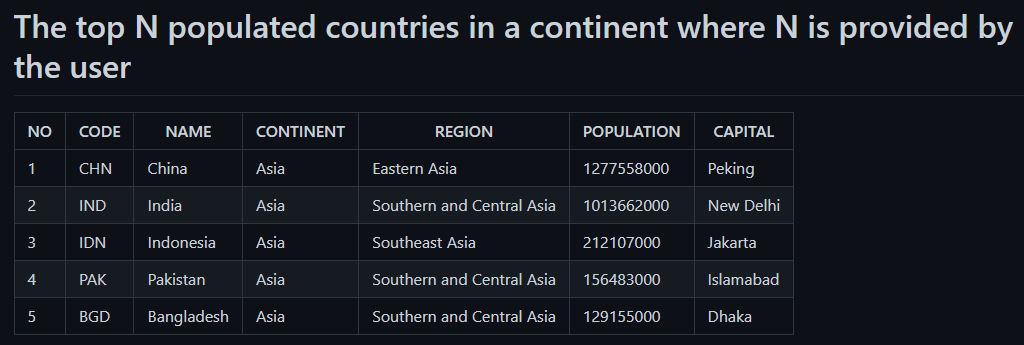 The top N populated countries in a continent where N is provided by
the user
NO CODE NAME CONTINENT REGION POPULATION CAPITAL
1 CHN China Asia Eastern Asia 1277558000 Peking
2 IND India Asia Southern and Central Asia 1013662000 New Delhi
3 IDN Indonesia Asia Southeast Asia 212107000 Jakarta
4 PAK Pakistan Asia Southern and Central Asia 156483000 Islamabad
5 BGD Bangladesh Asia Southern and Central Asia 129155000 Dhaka